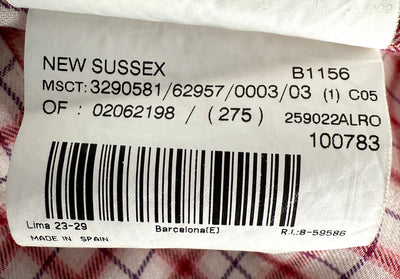 NEW SUSSEX B1156
MSCT: 3290581/62957/0003/03 (1) C05
OF : 02062198 / (275) 259022ALRO
100783
Lima 23-29 Barcelona(E) R.I.:8-59586
MADE IN SPAIN